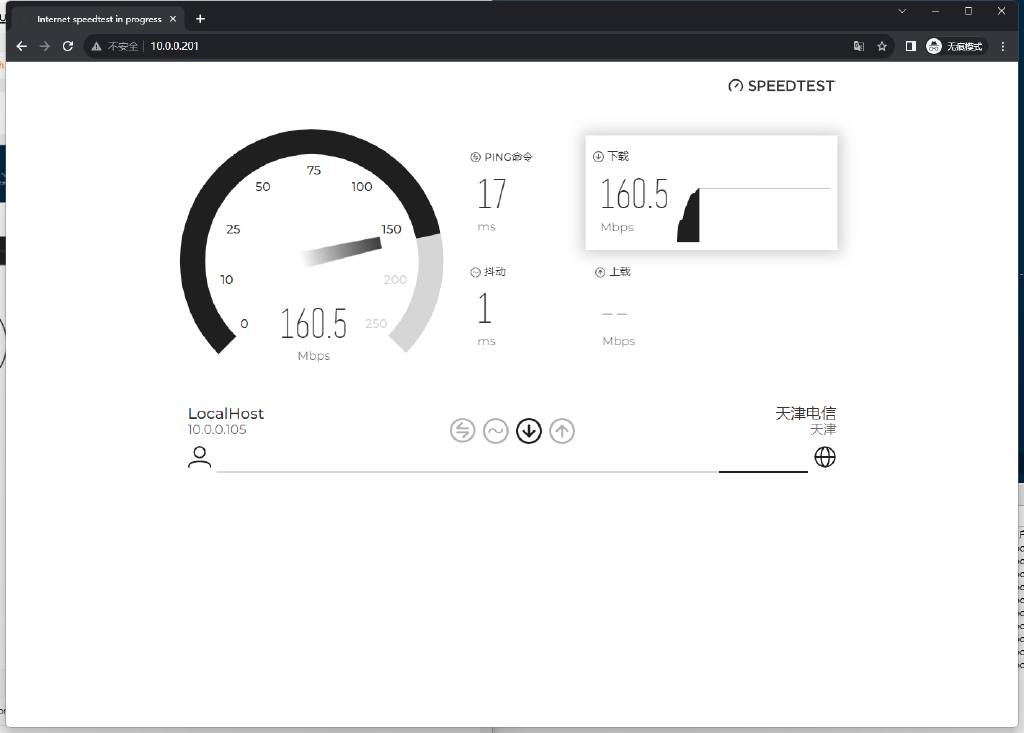 Internet speedtest in progress
不安全
10.0.0.201
无痕模式
SPEEDTEST
75
50
100
25
150
10
200
0
250
160.5
Mbps
PING命令
17
ms
下载
160.5
Mbps
抖动
1
ms
上载
– –
Mbps
LocalHost
10.0.0.105
天津电信
天津